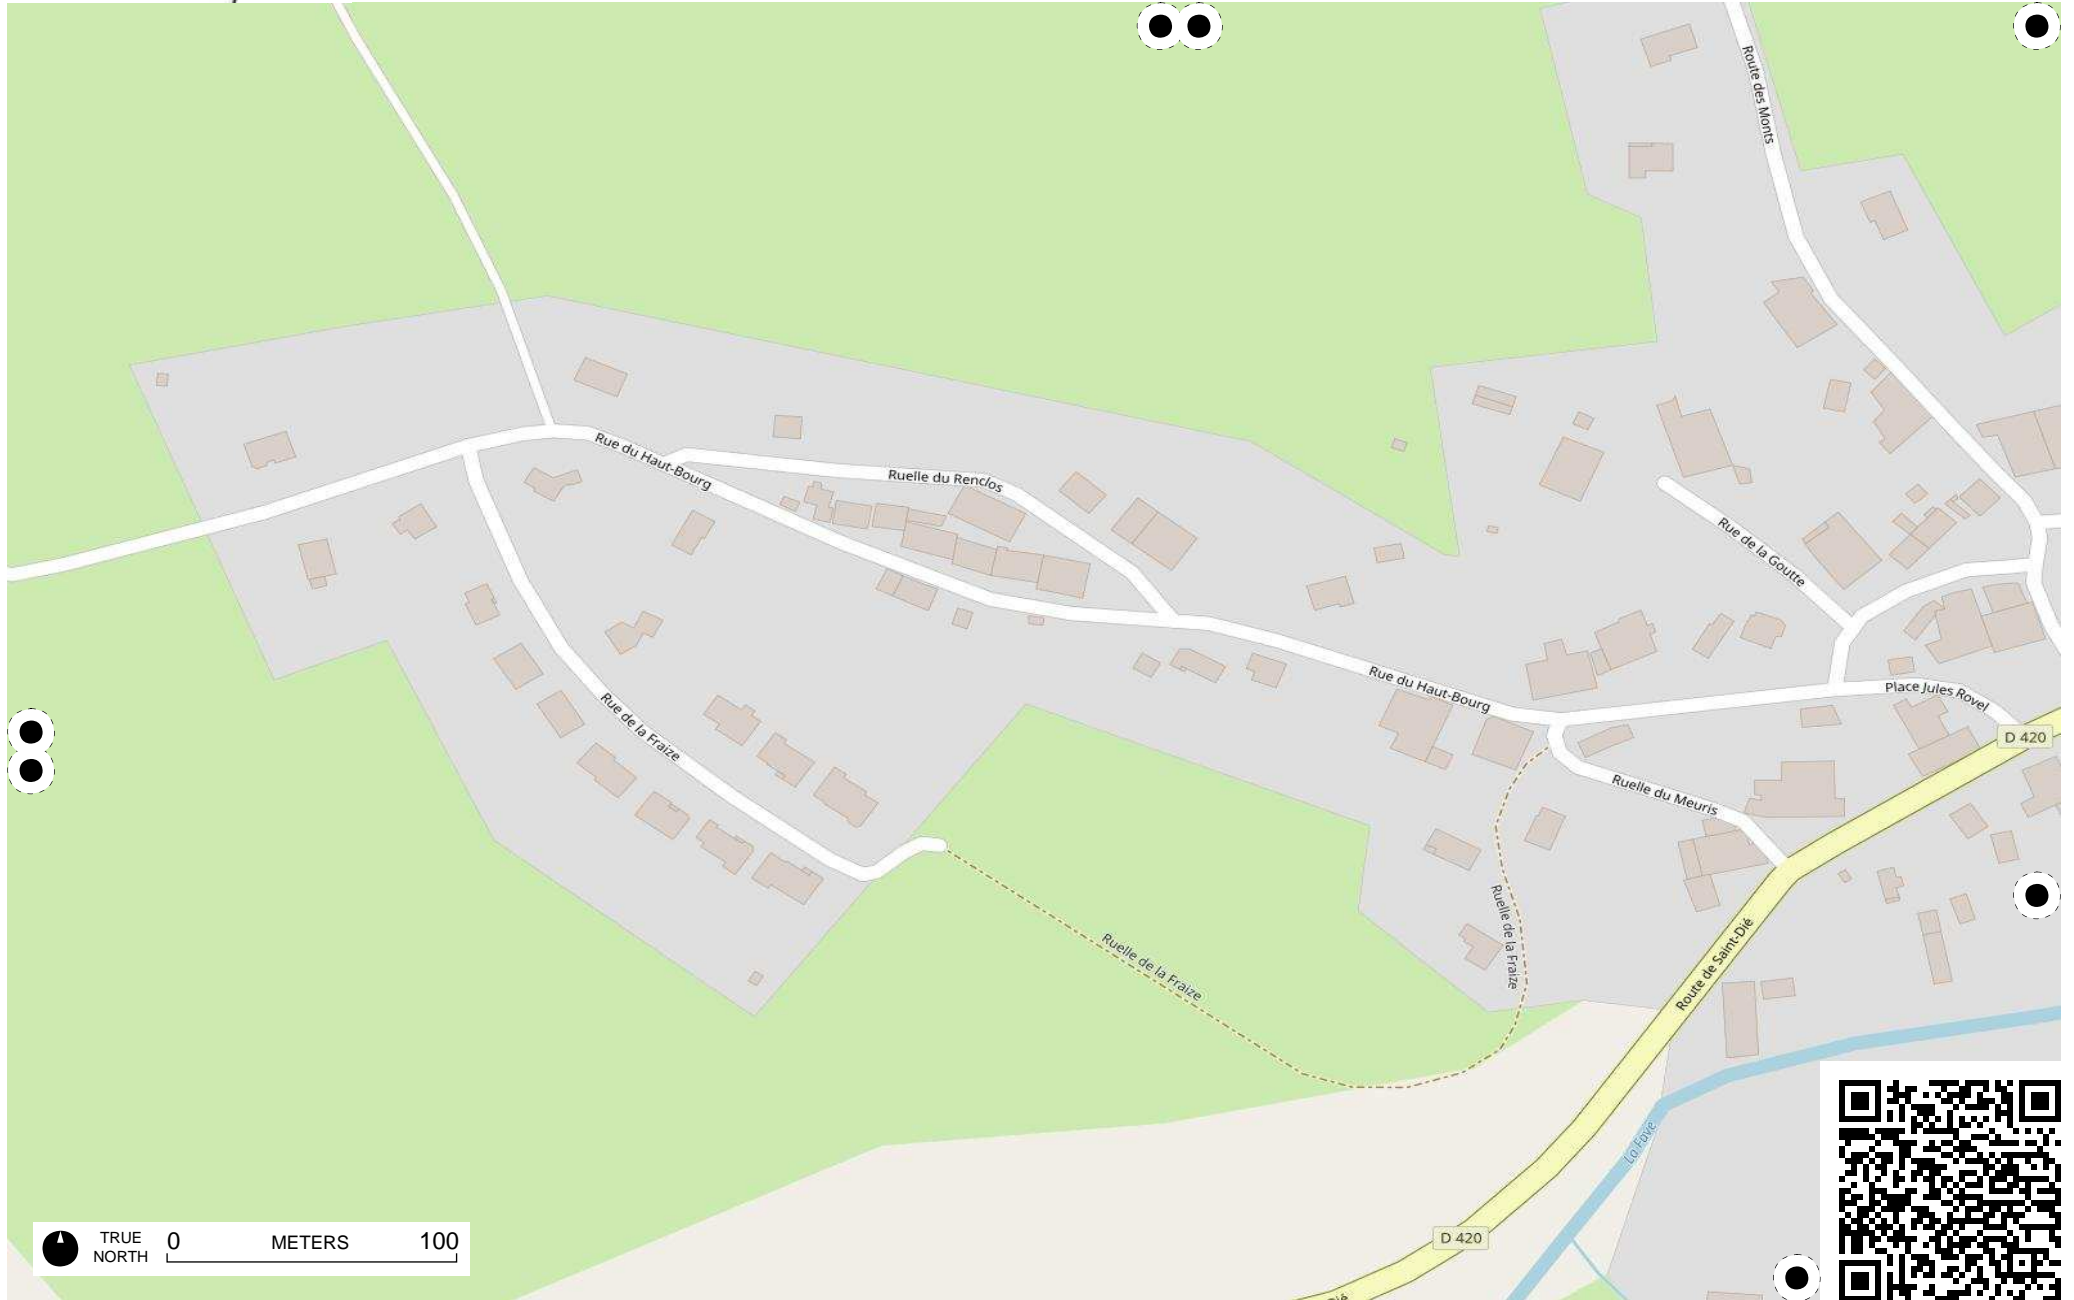 Route des Monts
Rue du Haut-Bourg
Ruelle du Renclos
Rue de la Goutte
Rue du Haut-Bourg
Place Jules Rovel
Rue de la Fraize
D 420
Ruelle du Meuris
Ruelle de la Fraize
Ruelle de la Fraize
Route de Saint-Dié
La Fave
D 420
TRUE
NORTH
0 METERS 100